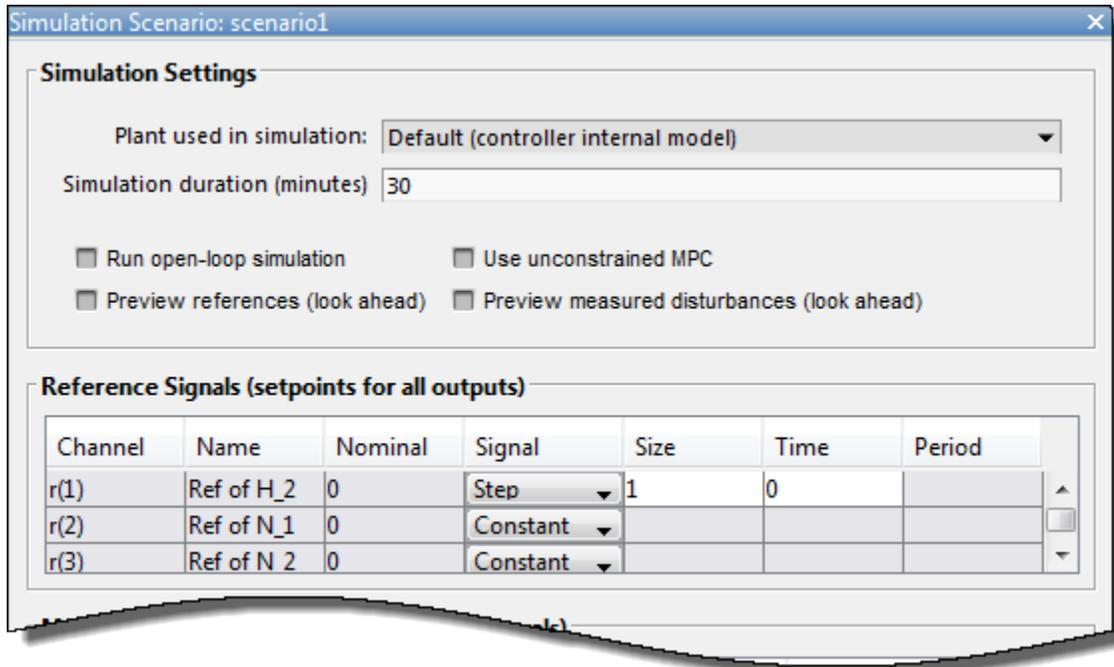 Simulation Scenario: scenario1
Simulation Settings
Plant used in simulation: Default (controller internal model)
Simulation duration (minutes) 30
Run open-loop simulation Use unconstrained MPC
Preview references (look ahead) Preview measured disturbances (look ahead)
Reference Signals (setpoints for all outputs)
Channel Name Nominal Signal Size Time Period
r(1) Ref of H_2 0 Step 1 0
r(2) Ref of N_1 0 Constant
r(3) Ref of N_2 0 Constant